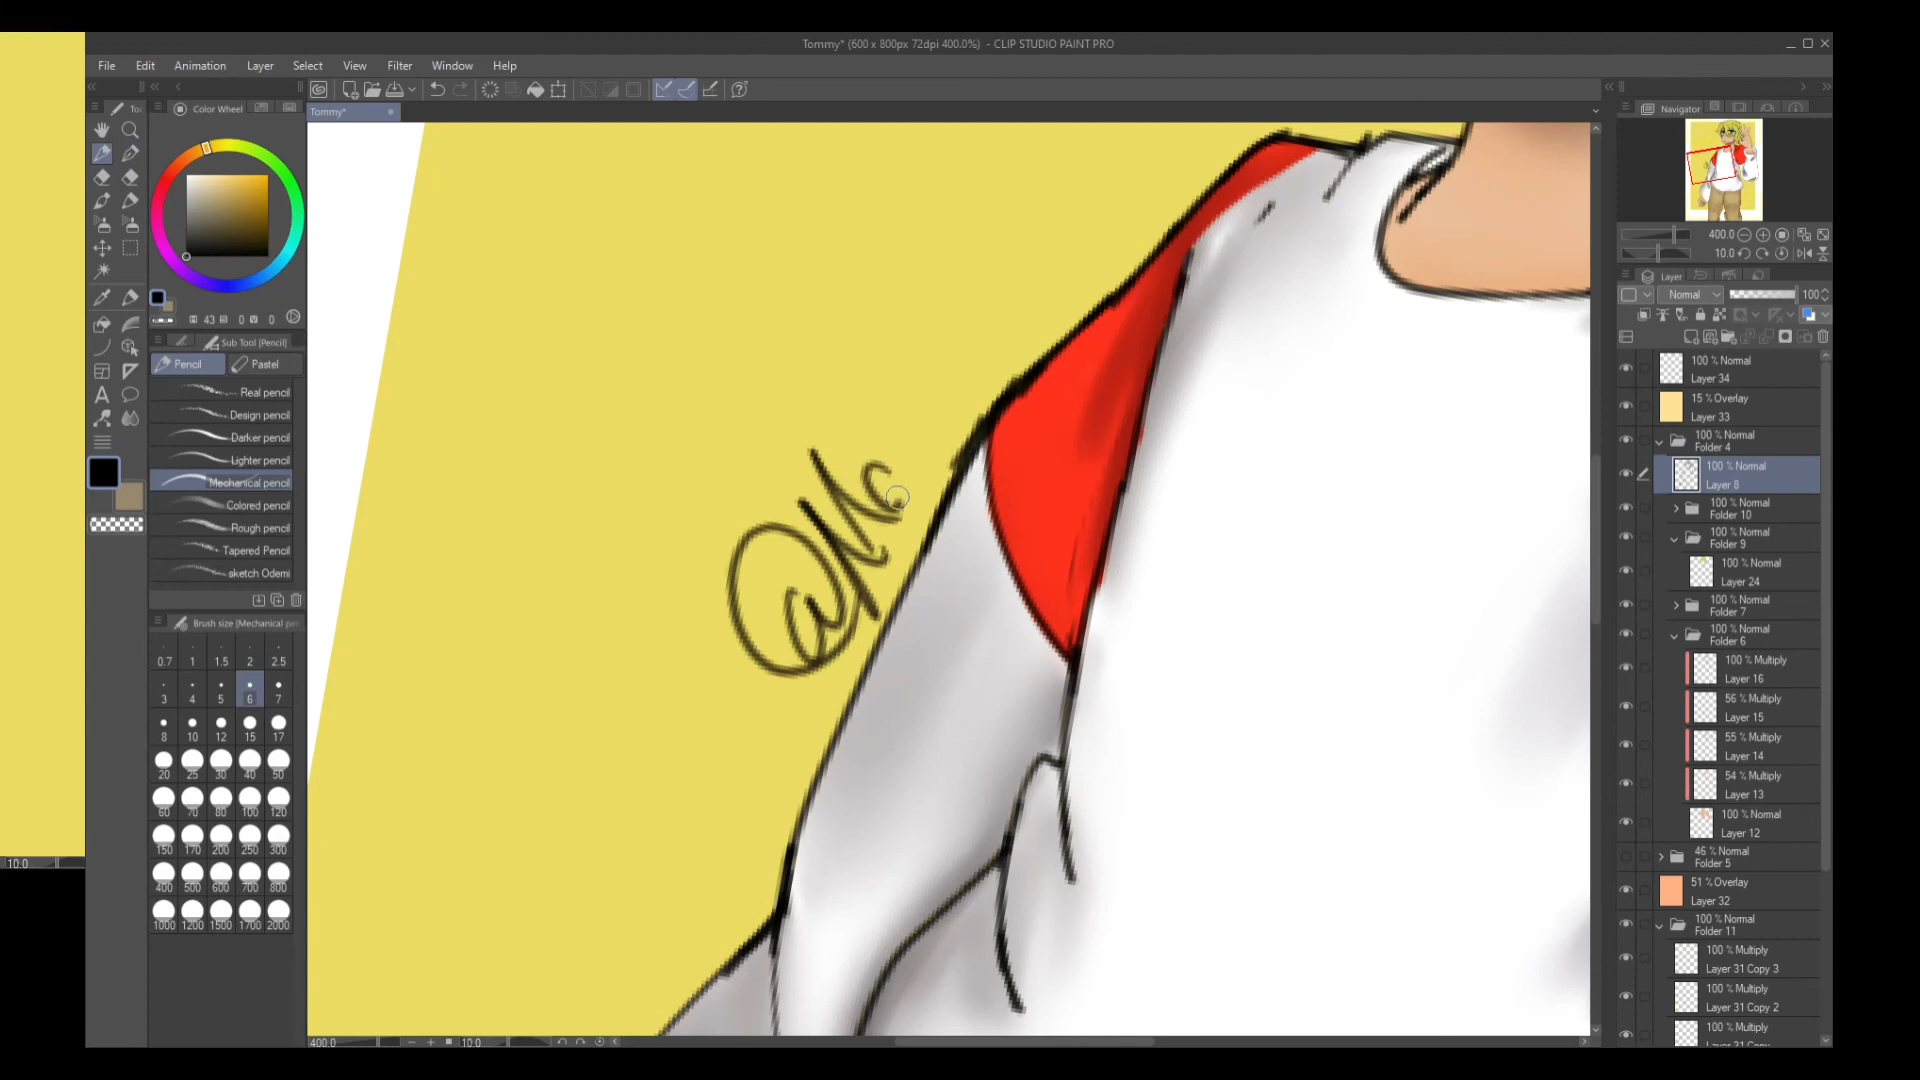 Tommy* (600 x 800px 72dpi 400.0%) - CLIP STUDIO PAINT PRO
File Edit Animation Layer Select View Filter Window Help
Color Wheel
Tommy*
Navigator
400.0
10.0
43 0 0
Sub Tool [Pencil]
Pencil Pastel
Real pencil
Design pencil
Darker pencil
Lighter pencil
Mechanical pencil
Colored pencil
Rough pencil
Tapered Pencil
sketch Odemi
Brush size [Mechanical pen
0.7 1 1.5 2 2.5
3 4 5 6 7
8 10 12 15 17
20 25 30 40 50
60 70 80 100 120
150 170 200 250 300
400 500 600 700 800
1000 1200 1500 1700 2000
Layer
Normal 100
100 % Normal
Layer 34
15 % Overlay
Layer 33
100 % Normal
Folder 4
100 % Normal
Layer 8
100 % Normal
Folder 10
100 % Normal
Folder 9
100 % Normal
Layer 24
100 % Normal
Folder 7
100 % Normal
Folder 6
100 % Multiply
Layer 16
56 % Multiply
Layer 15
55 % Multiply
Layer 14
54 % Multiply
Layer 13
100 % Normal
Layer 12
46 % Normal
Folder 5
51 % Overlay
Layer 32
100 % Normal
Folder 11
100 % Multiply
Layer 31 Copy 3
100 % Multiply
Layer 31 Copy 2
100 % Multiply
Layer 31 Copy
10.0
400.0 10.0